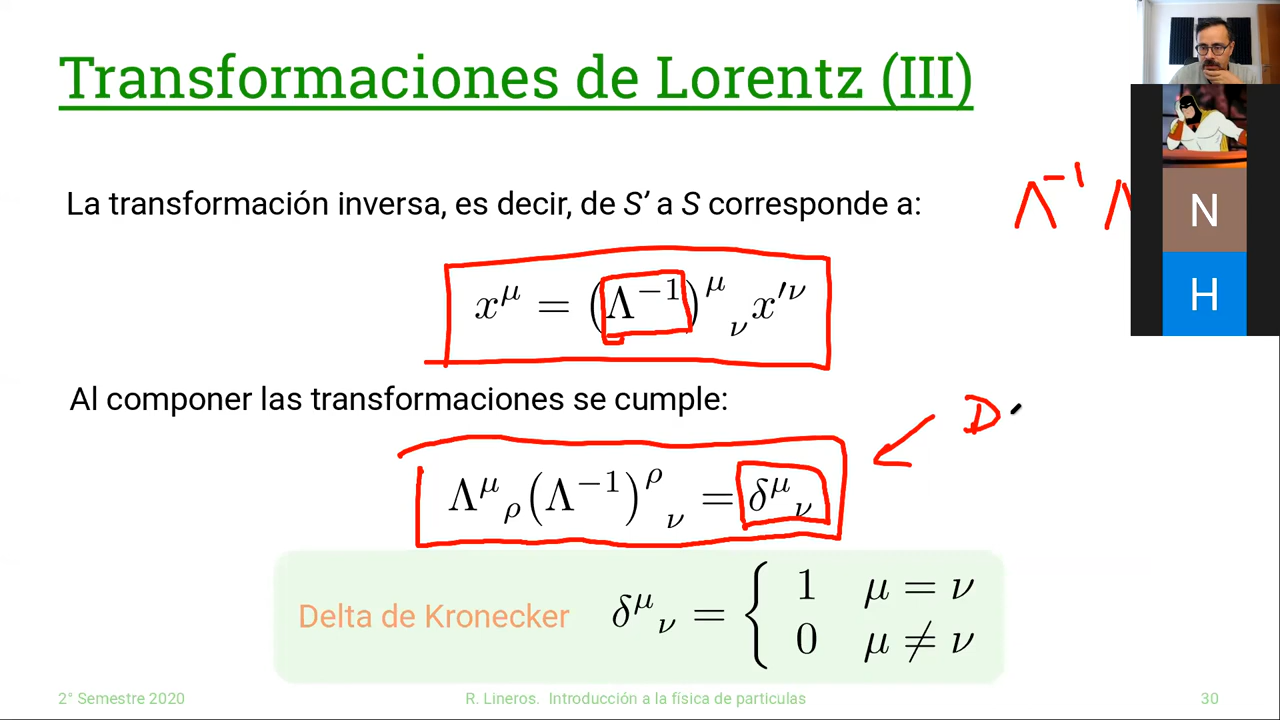 Transformaciones de Lorentz (III)
La transformación inversa, es decir, de S’ a S corresponde a:
Λ⁻¹ Λ
N
H
x^μ = (Λ⁻¹)^μ_ν x′^ν
Al componer las transformaciones se cumple:
D
Λ^μ_ρ (Λ⁻¹)^ρ_ν = δ^μ_ν
Delta de Kronecker δ^μ_ν = { 1 μ = ν
0 μ ≠ ν
2° Semestre 2020
R. Lineros. Introducción a la física de particulas
30